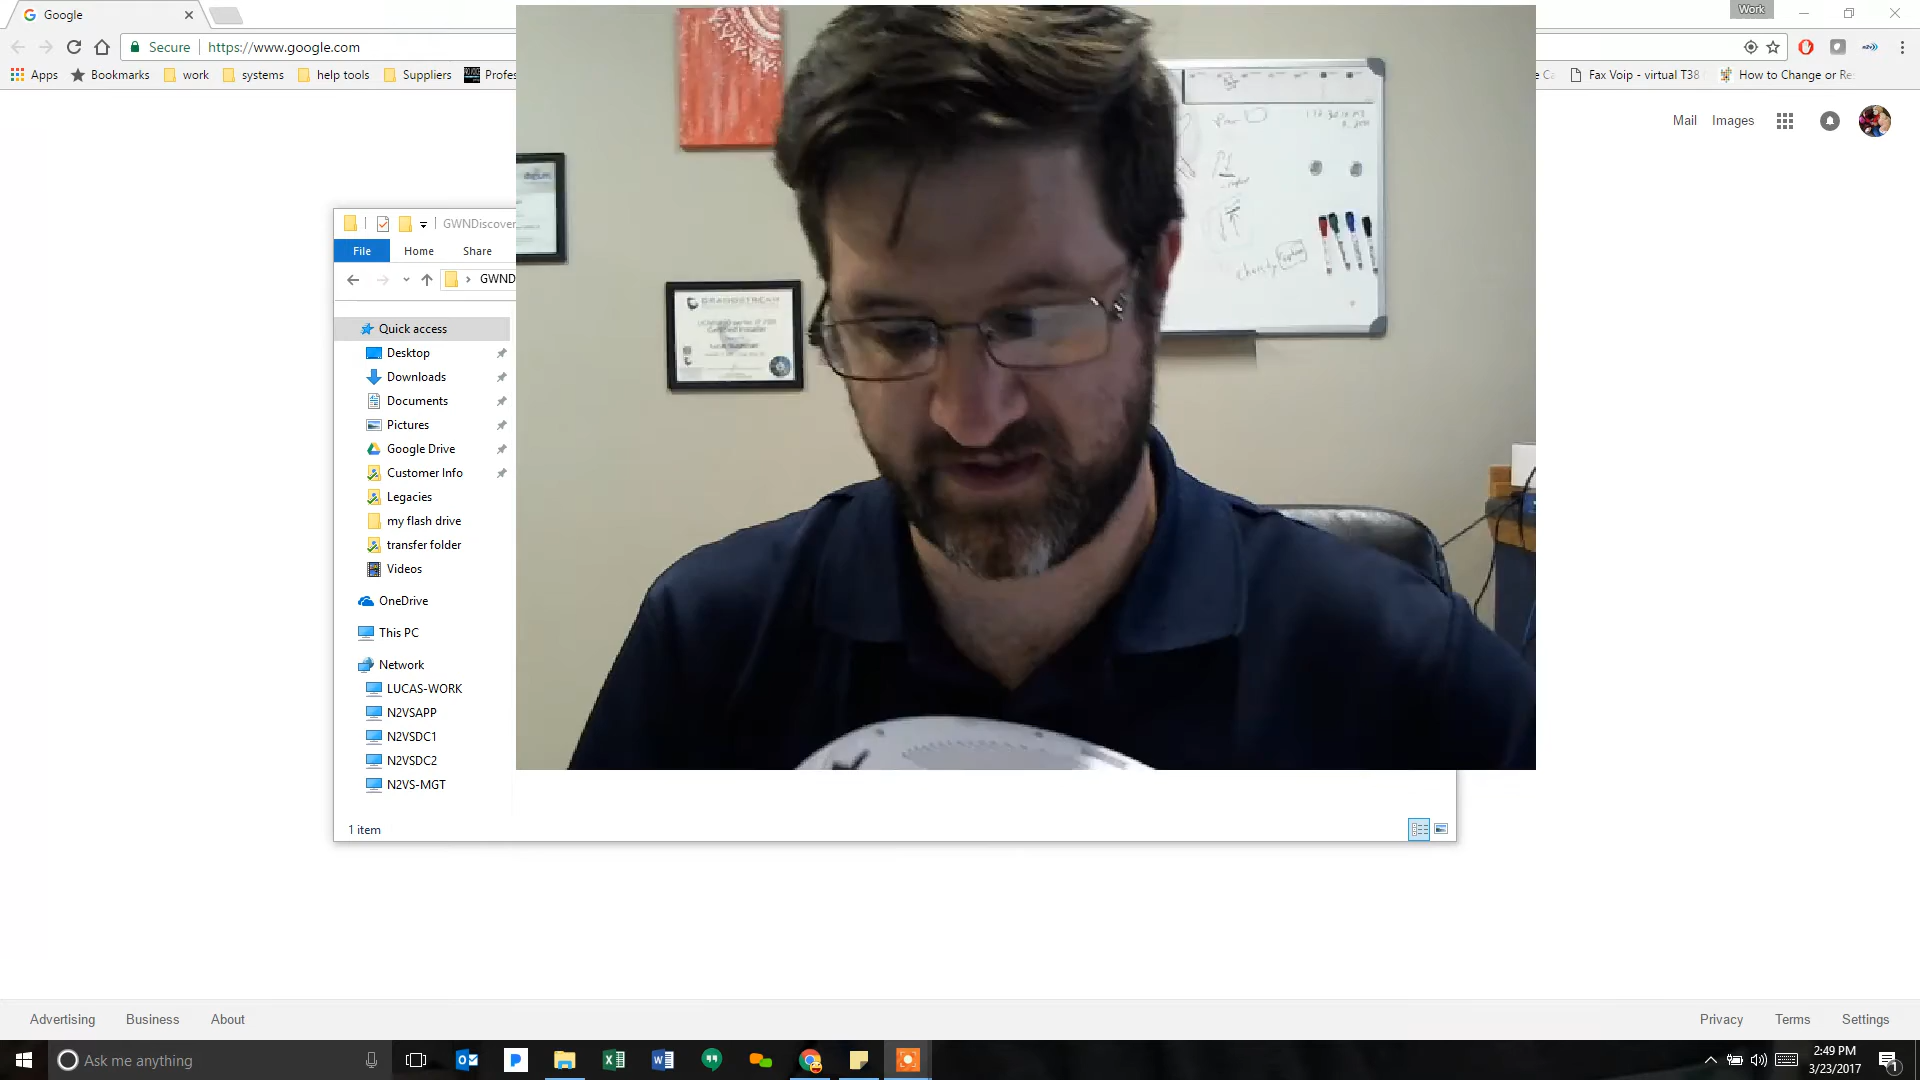 Google
Work
Secure
https://www.google.com
Apps
Bookmarks
work
systems
help tools
Suppliers
Fax Voip - virtual T38
How to Change or Re
Mail
Images
GWNDiscover
File
Home
Share
GWND
GRANDSTREAM
Certified Installer
Quick access
Desktop
Downloads
Documents
Pictures
Google Drive
Customer Info
Legacies
my flash drive
transfer folder
Videos
OneDrive
This PC
Network
LUCAS-WORK
N2VSAPP
N2VSDC1
N2VSDC2
N2VS-MGT
1 item
Advertising
Business
About
Privacy
Terms
Settings
Ask me anything
2:49 PM
3/23/2017